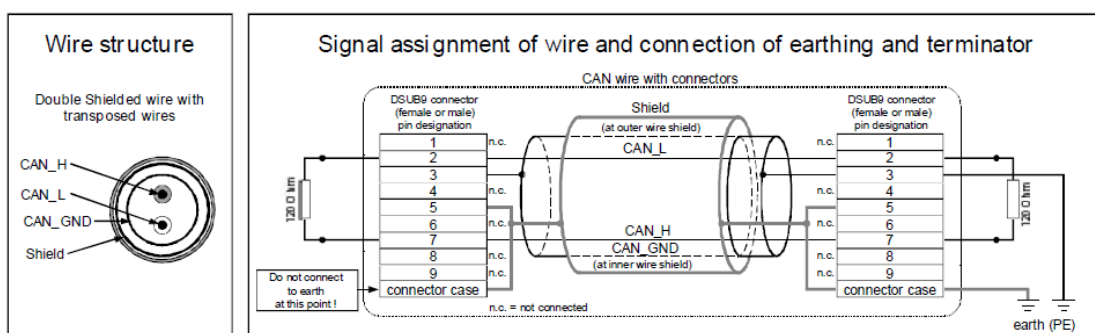 Wire structure
Double Shielded wire with
transposed wires
CAN_H
CAN_L
CAN_GND
Shield
Signal assignment of wire and connection of earthing and terminator
CAN wire with connectors
DSUB9 connector
(female or male)
pin designation
1
2
3
4
5
6
7
8
9
connector case
n.c.
n.c.
n.c.
n.c.
n.c.
120 Ohm
Do not connect
to earth
at this point !
n.c. = not connected
Shield
(at outer wire shield)
CAN_L
CAN_H
CAN_GND
(at inner wire shield)
DSUB9 connector
(female or male)
pin designation
n.c.
n.c.
n.c.
n.c.
n.c.
1
2
3
4
5
6
7
8
9
connector case
120 Ohm
earth (PE)